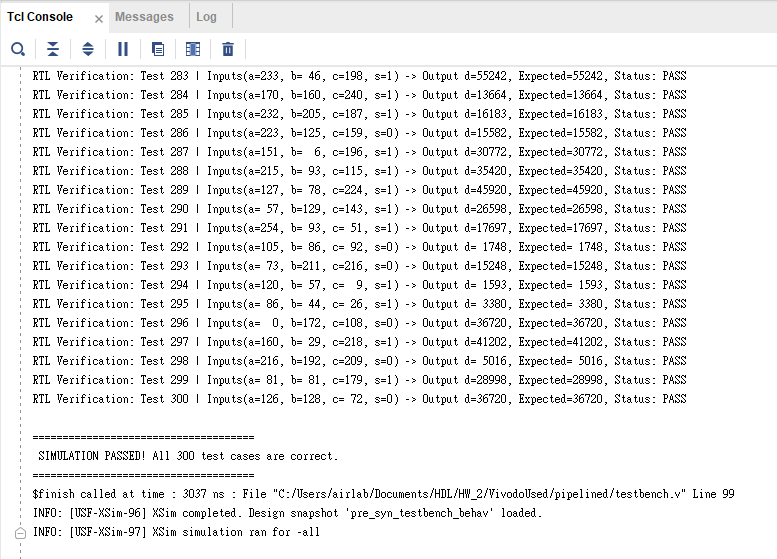 Tcl Console × Messages Log
RTL Verification: Test 283 | Inputs(a=233, b= 46, c=198, s=1) -> Output d=55242, Expected=55242, Status: PASS
RTL Verification: Test 284 | Inputs(a=170, b=160, c=240, s=1) -> Output d=13664, Expected=13664, Status: PASS
RTL Verification: Test 285 | Inputs(a=232, b=205, c=187, s=1) -> Output d=16183, Expected=16183, Status: PASS
RTL Verification: Test 286 | Inputs(a=223, b=125, c=159, s=0) -> Output d=15582, Expected=15582, Status: PASS
RTL Verification: Test 287 | Inputs(a=151, b=  6, c=196, s=1) -> Output d=30772, Expected=30772, Status: PASS
RTL Verification: Test 288 | Inputs(a=215, b= 93, c=115, s=1) -> Output d=35420, Expected=35420, Status: PASS
RTL Verification: Test 289 | Inputs(a=127, b= 78, c=224, s=1) -> Output d=45920, Expected=45920, Status: PASS
RTL Verification: Test 290 | Inputs(a= 57, b=129, c=143, s=1) -> Output d=26598, Expected=26598, Status: PASS
RTL Verification: Test 291 | Inputs(a=254, b= 93, c= 51, s=1) -> Output d=17697, Expected=17697, Status: PASS
RTL Verification: Test 292 | Inputs(a=105, b= 86, c= 92, s=0) -> Output d= 1748, Expected= 1748, Status: PASS
RTL Verification: Test 293 | Inputs(a= 73, b=211, c=216, s=0) -> Output d=15248, Expected=15248, Status: PASS
RTL Verification: Test 294 | Inputs(a=120, b= 57, c=  9, s=1) -> Output d= 1593, Expected= 1593, Status: PASS
RTL Verification: Test 295 | Inputs(a= 86, b= 44, c= 26, s=1) -> Output d= 3380, Expected= 3380, Status: PASS
RTL Verification: Test 296 | Inputs(a=  0, b=172, c=108, s=0) -> Output d=36720, Expected=36720, Status: PASS
RTL Verification: Test 297 | Inputs(a=160, b= 29, c=218, s=1) -> Output d=41202, Expected=41202, Status: PASS
RTL Verification: Test 298 | Inputs(a=216, b=192, c=209, s=0) -> Output d= 5016, Expected= 5016, Status: PASS
RTL Verification: Test 299 | Inputs(a= 81, b= 81, c=179, s=1) -> Output d=28998, Expected=28998, Status: PASS
RTL Verification: Test 300 | Inputs(a=126, b=128, c= 72, s=0) -> Output d=36720, Expected=36720, Status: PASS
=====================================
SIMULATION PASSED! All 300 test cases are correct.
=====================================
$finish called at time : 3037 ns : File "C:/Users/airlab/Documents/HDL/HW_2/VivodoUsed/pipelined/testbench.v" Line 99
INFO: [USF-XSim-96] XSim completed. Design snapshot 'pre_syn_testbench_behav' loaded.
INFO: [USF-XSim-97] XSim simulation ran for -all